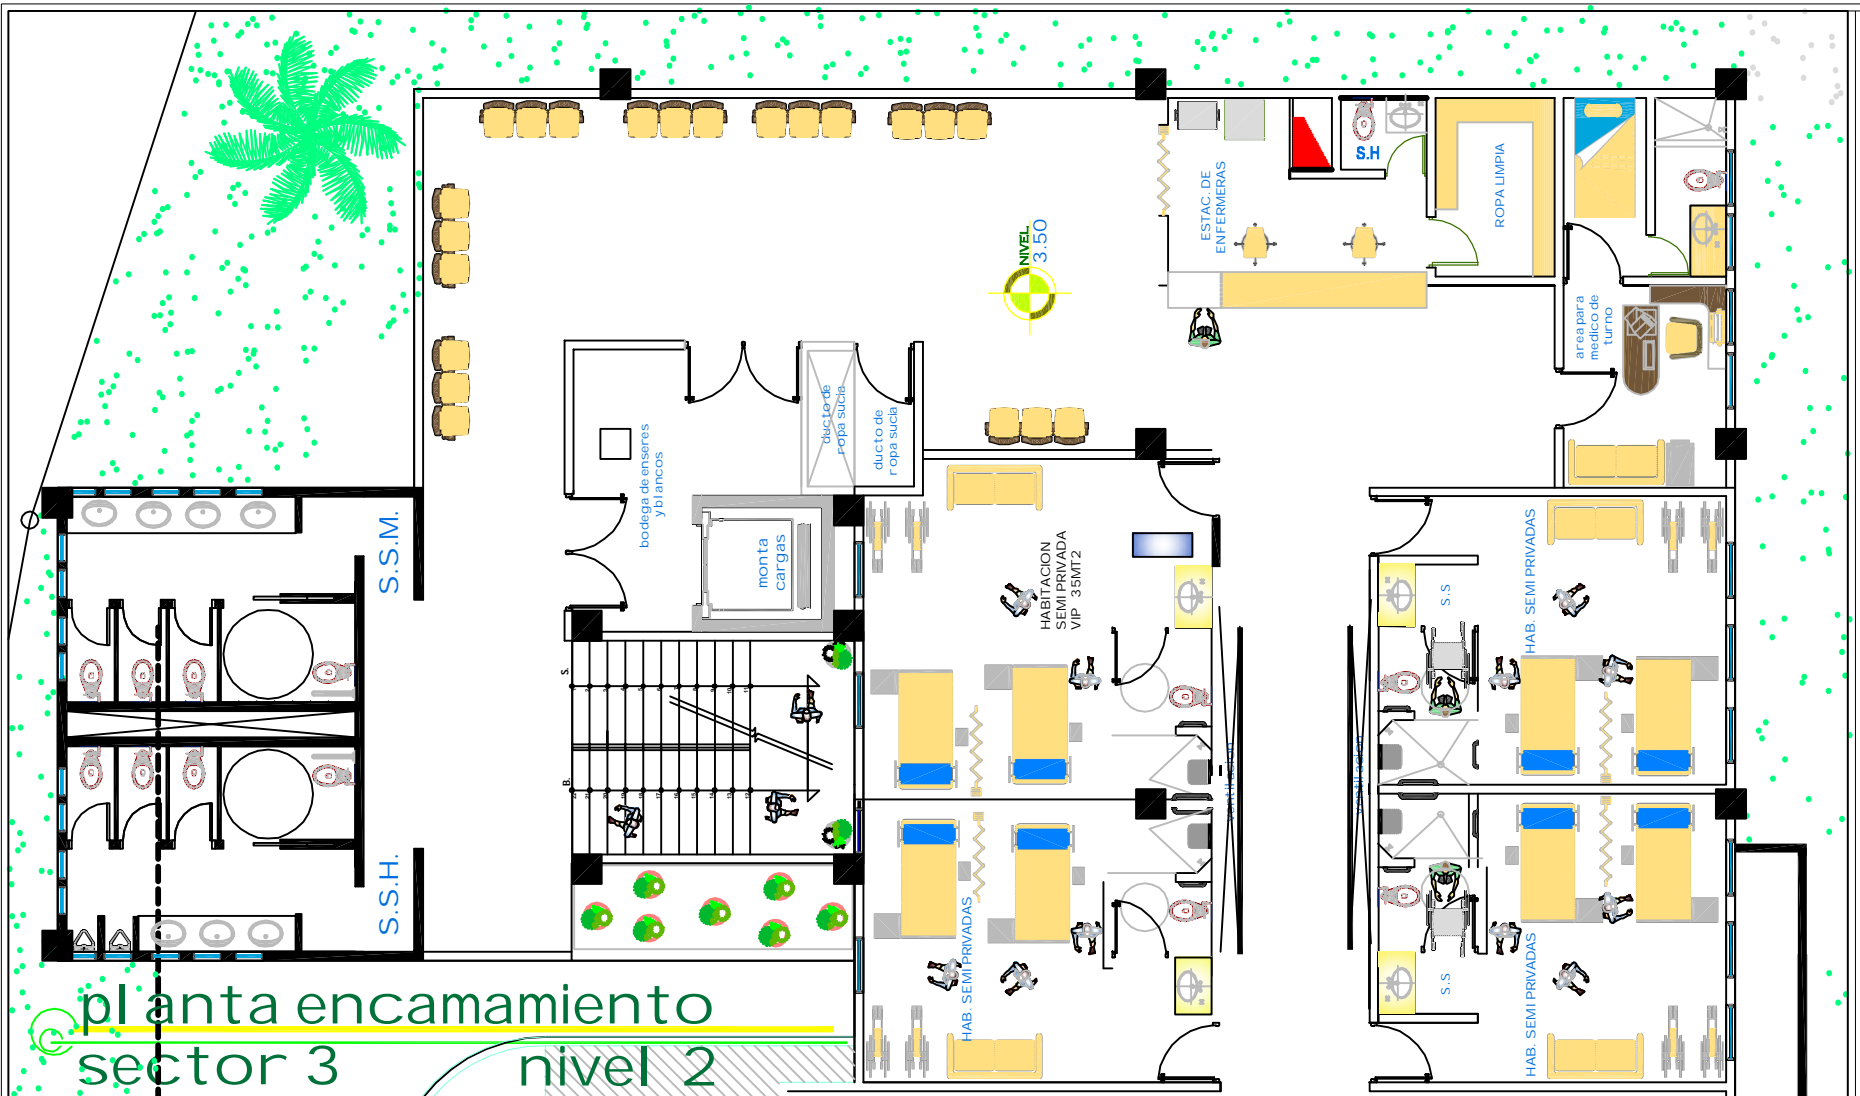 NIVEL
3.50
ESTAC. DE
ENFERMERAS
S.H
ROPA LIMPIA
area para
medico de
turno
ducto de
ropa sucia
ducto de
ropa sucia
bodega de enseres
y blancos
monta
cargas
S.S.M.
S.S.H.
S.
B.
HABITACION
SEMI PRIVADA
VIP 35MT2
HAB. SEMI PRIVADAS
S.S
HAB. SEMI PRIVADAS
S.S
HAB. SEMI PRIVADAS
ventilacion
ventilacion
planta encamamiento
sector 3 nivel 2